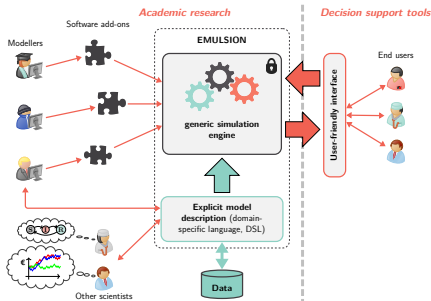 Academic research
Decision support tools
Software add-ons
Modellers
EMULSION
End users
generic simulation
engine
User-friendly interface
Explicit model
description (domain-
specific language, DSL)
S I R
€
Other scientists
Data